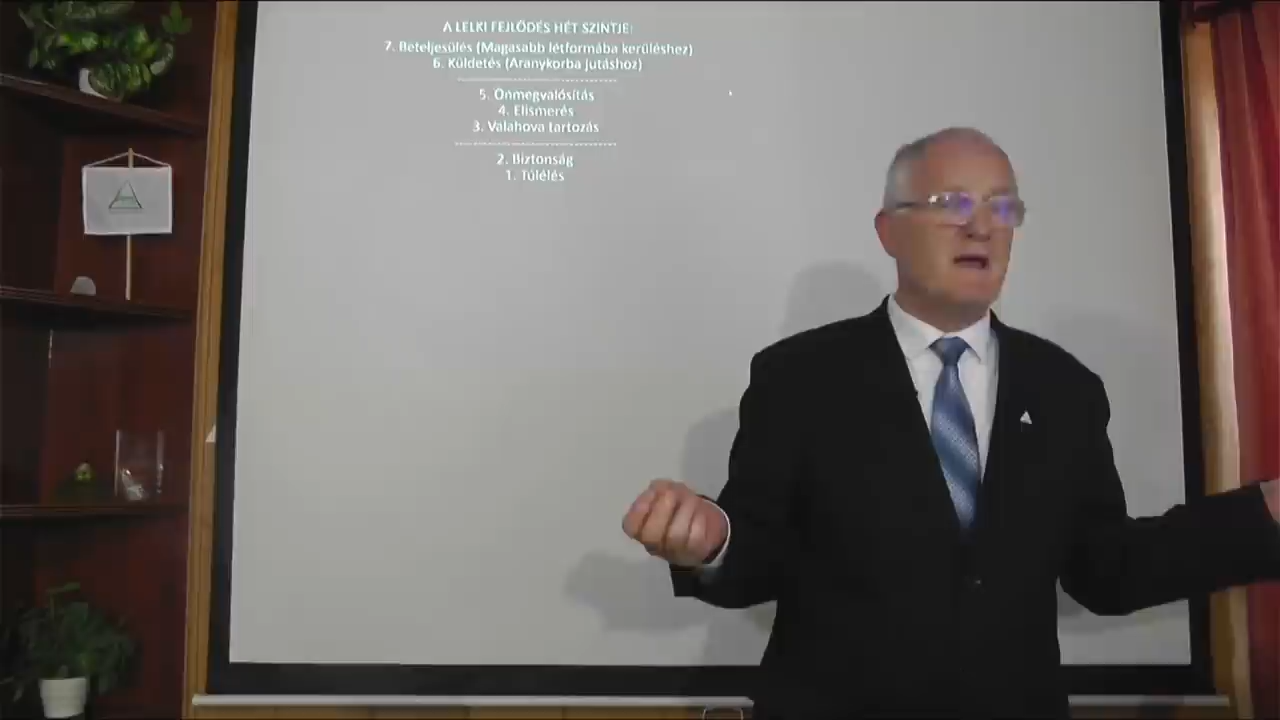 A LELKI FEJLŐDÉS HÉT SZINTJE:
7. Beteljesülés (Magasabb létformába kerüléshez)
6. Küldetés (Aranykorba jutáshoz)
5. Önmegvalósítás
4. Elismerés
3. Valahova tartozás
2. Biztonság
1. Túlélés